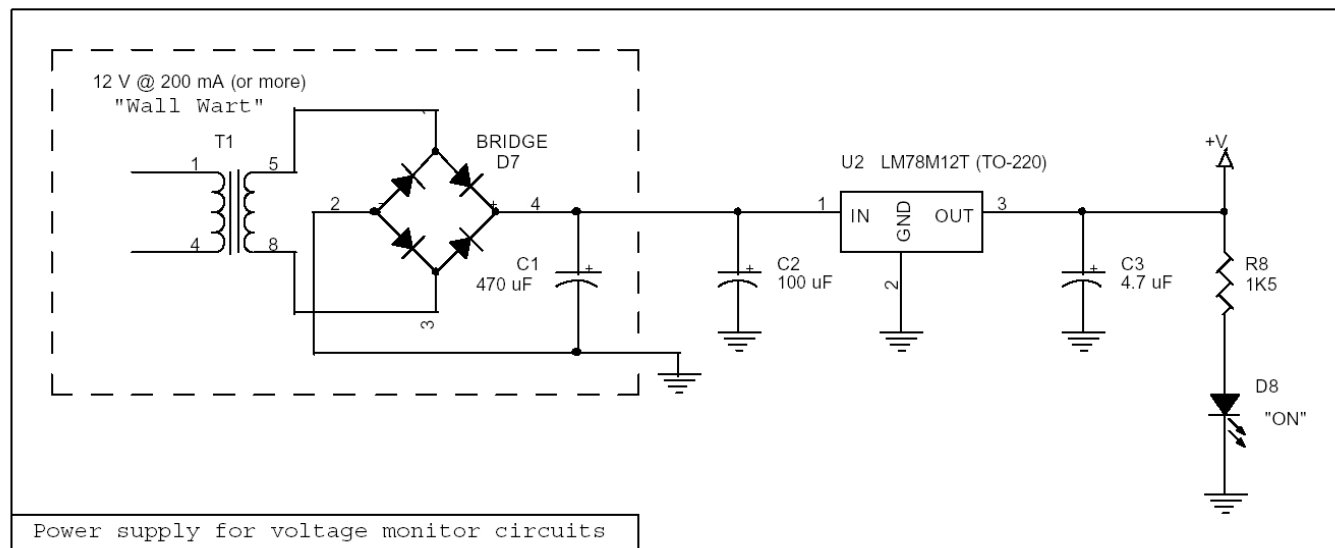 12 V @ 200 mA (or more)
"Wall Wart"
T1
1
5
4
8
BRIDGE
D7
-
+
2
4
3
C1
+
470 uF
C2
+
100 uF
U2 LM78M12T (TO-220)
1
IN
GND
OUT
3
2
C3
+
4.7 uF
+V
R8
1K5
D8
"ON"
Power supply for voltage monitor circuits